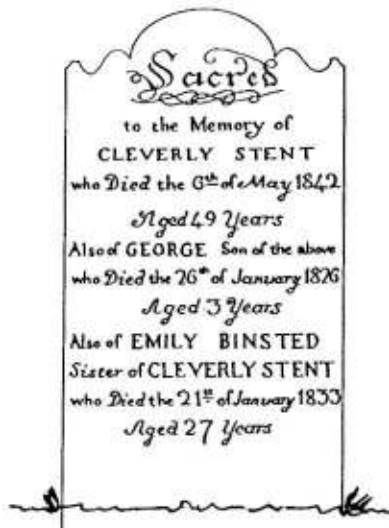 Sacred
to the Memory of
CLEVERLY STENT
who Died the 6th of May 1842
Aged 49 Years
Also of GEORGE Son of the above
who Died the 26th of January 1826
Aged 3 Years
Also of EMILY BINSTED
Sister of CLEVERLY STENT
who Died the 21st of January 1833
Aged 27 Years